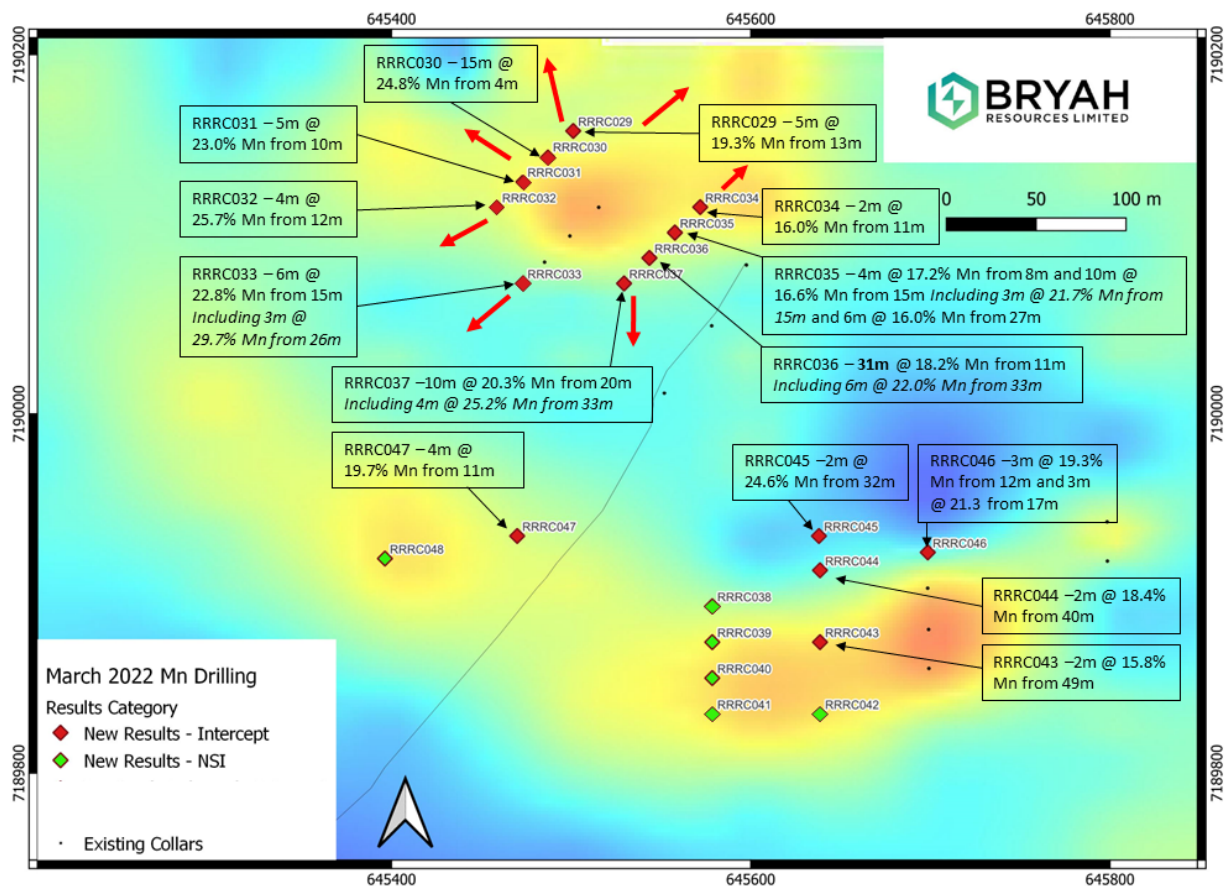 645400
645600
645800
7190200
7190200
RRRC030 – 15m @
24.8% Mn from 4m
BRYAH
RESOURCES LIMITED
RRRC031 – 5m @
23.0% Mn from 10m
RRRC029
RRRC029 – 5m @
19.3% Mn from 13m
RRRC030
RRRC031
RRRC032 – 4m @
25.7% Mn from 12m
RRRC032
RRRC034
RRRC034 – 2m @
16.0% Mn from 11m
0 50 100 m
RRRC035
RRRC036
RRRC033 – 6m @
22.8% Mn from 15m
Including 3m @
29.7% Mn from 26m
RRRC033
RRRC037
RRRC035 – 4m @ 17.2% Mn from 8m and 10m @
16.6% Mn from 15m Including 3m @ 21.7% Mn from
15m and 6m @ 16.0% Mn from 27m
RRRC036 – 31m @ 18.2% Mn from 11m
Including 6m @ 22.0% Mn from 33m
RRRC037 –10m @ 20.3% Mn from 20m
Including 4m @ 25.2% Mn from 33m
7190000
7190000
RRRC047 –4m @
19.7% Mn from 11m
RRRC045 –2m @
24.6% Mn from 32m
RRRC046 –3m @ 19.3%
Mn from 12m and 3m
@ 21.3 from 17m
RRRC047
RRRC045
RRRC048
RRRC046
RRRC044
RRRC044 –2m @ 18.4%
Mn from 40m
RRRC038
RRRC039
RRRC043
RRRC043 –2m @ 15.8%
Mn from 49m
RRRC040
RRRC041
RRRC042
March 2022 Mn Drilling
Results Category
New Results - Intercept
New Results - NSI
Existing Collars
7189800
7189800
645400
645600
645800